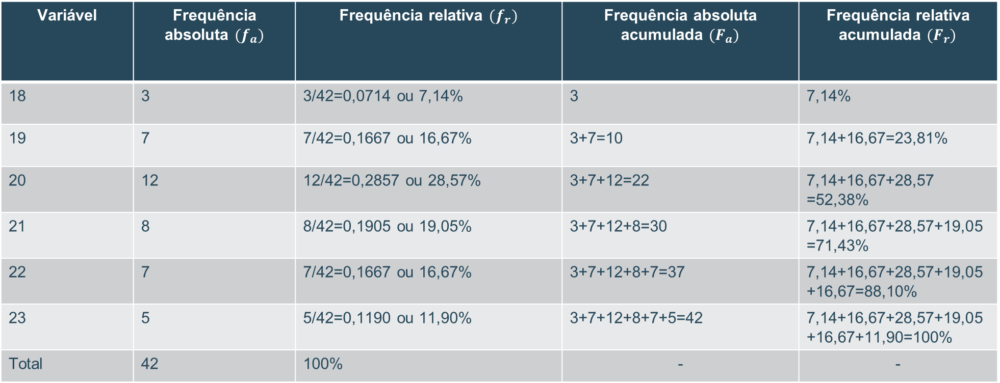 Variável
Frequência
absoluta (fₐ)
Frequência relativa (fᵣ)
Frequência absoluta
acumulada (Fₐ)
Frequência relativa
acumulada (Fᵣ)
18
3
3/42=0,0714 ou 7,14%
3
7,14%
19
7
7/42=0,1667 ou 16,67%
3+7=10
7,14+16,67=23,81%
20
12
12/42=0,2857 ou 28,57%
3+7+12=22
7,14+16,67+28,57
=52,38%
21
8
8/42=0,1905 ou 19,05%
3+7+12+8=30
7,14+16,67+28,57+19,05
=71,43%
22
7
7/42=0,1667 ou 16,67%
3+7+12+8+7=37
7,14+16,67+28,57+19,05
+16,67=88,10%
23
5
5/42=0,1190 ou 11,90%
3+7+12+8+7+5=42
7,14+16,67+28,57+19,05
+16,67+11,90=100%
Total
42
100%
-
-